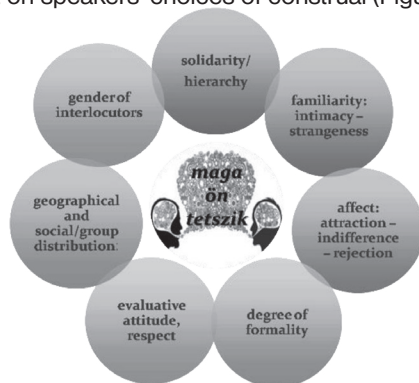 on speakers' choices of construal (Figu
solidarity/
hierarchy
familiarity:
intimacy –
strangeness
affect:
attraction –
indifference
– rejection
degree of
formality
evaluative
attitude,
respect
geographical
and
social/group
distribution:
gender of
interlocutors
maga
ön
tetszik